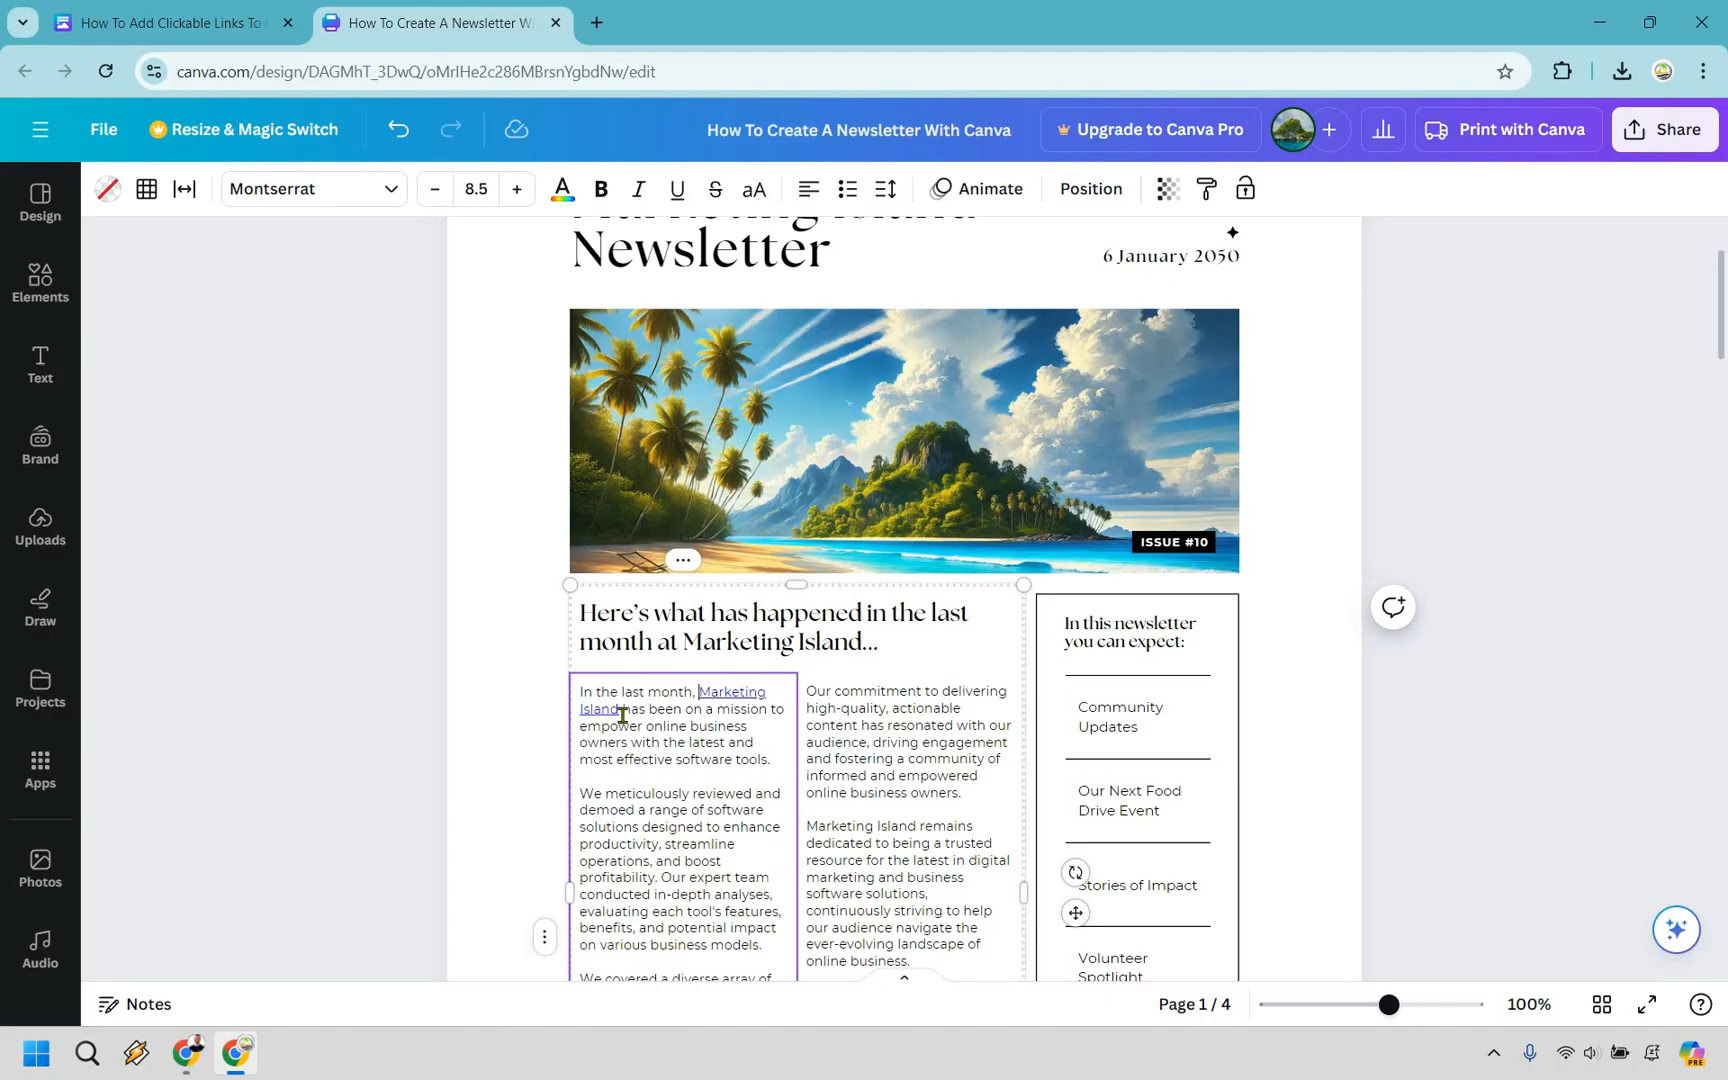 How To Add Clickable Links To
How To Create A Newsletter Wi
canva.com/design/DAGMhT_3DwQ/oMrIHe2c286MBrsnYgbdNw/edit
File
Resize & Magic Switch
How To Create A Newsletter With Canva
Upgrade to Canva Pro
Print with Canva
Share
Montserrat
8.5
B I U S aA
Animate
Position
Design
Elements
Text
Brand
Uploads
Draw
Projects
Apps
Photos
Audio
Newsletter
6 January 2050
ISSUE #10
Here's what has happened in the last
month at Marketing Island...
In the last month, Marketing
Island has been on a mission to
empower online business
owners with the latest and
most effective software tools.
We meticulously reviewed and
demoed a range of software
solutions designed to enhance
productivity, streamline
operations, and boost
profitability. Our expert team
conducted in-depth analyses,
evaluating each tool's features,
benefits, and potential impact
on various business models.
We covered a diverse array of
Our commitment to delivering
high-quality, actionable
content has resonated with our
audience, driving engagement
and fostering a community of
informed and empowered
online business owners.
Marketing Island remains
dedicated to being a trusted
resource for the latest in digital
marketing and business
software solutions,
continuously striving to help
our audience navigate the
ever-evolving landscape of
online business.
In this newsletter
you can expect:
Community
Updates
Our Next Food
Drive Event
Stories of Impact
Volunteer
Spotlight
Notes
Page 1 / 4
100%
PRE